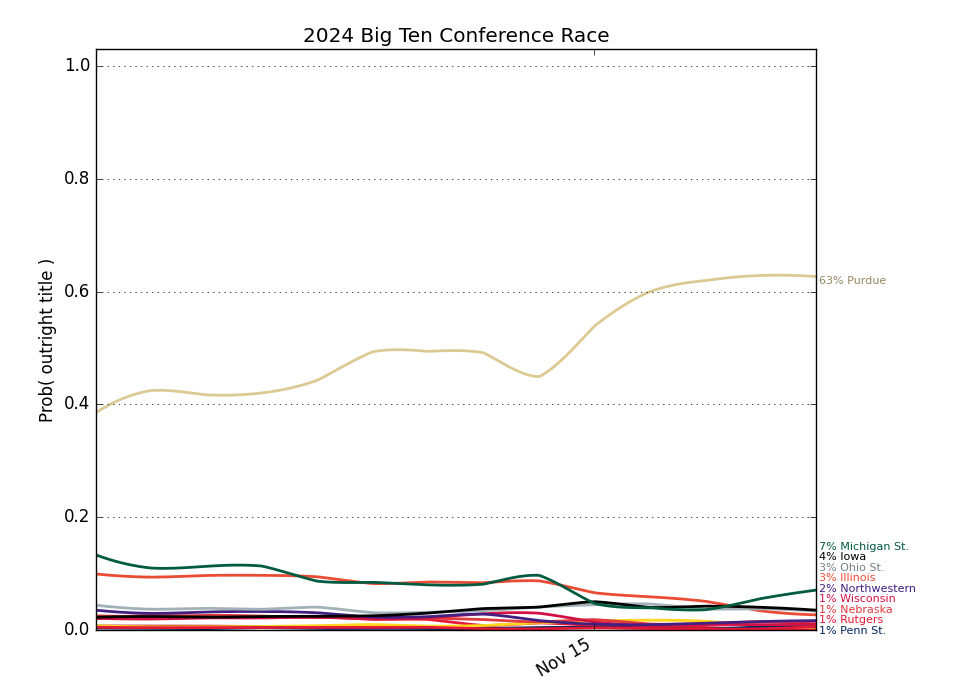 2024 Big Ten Conference Race
1.0
0.8
0.6
0.4
0.2
0.0
Prob( outright title )
Nov 15
63% Purdue
7% Michigan St.
4% Iowa
3% Ohio St.
3% Illinois
2% Northwestern
1% Wisconsin
1% Nebraska
1% Rutgers
1% Penn St.